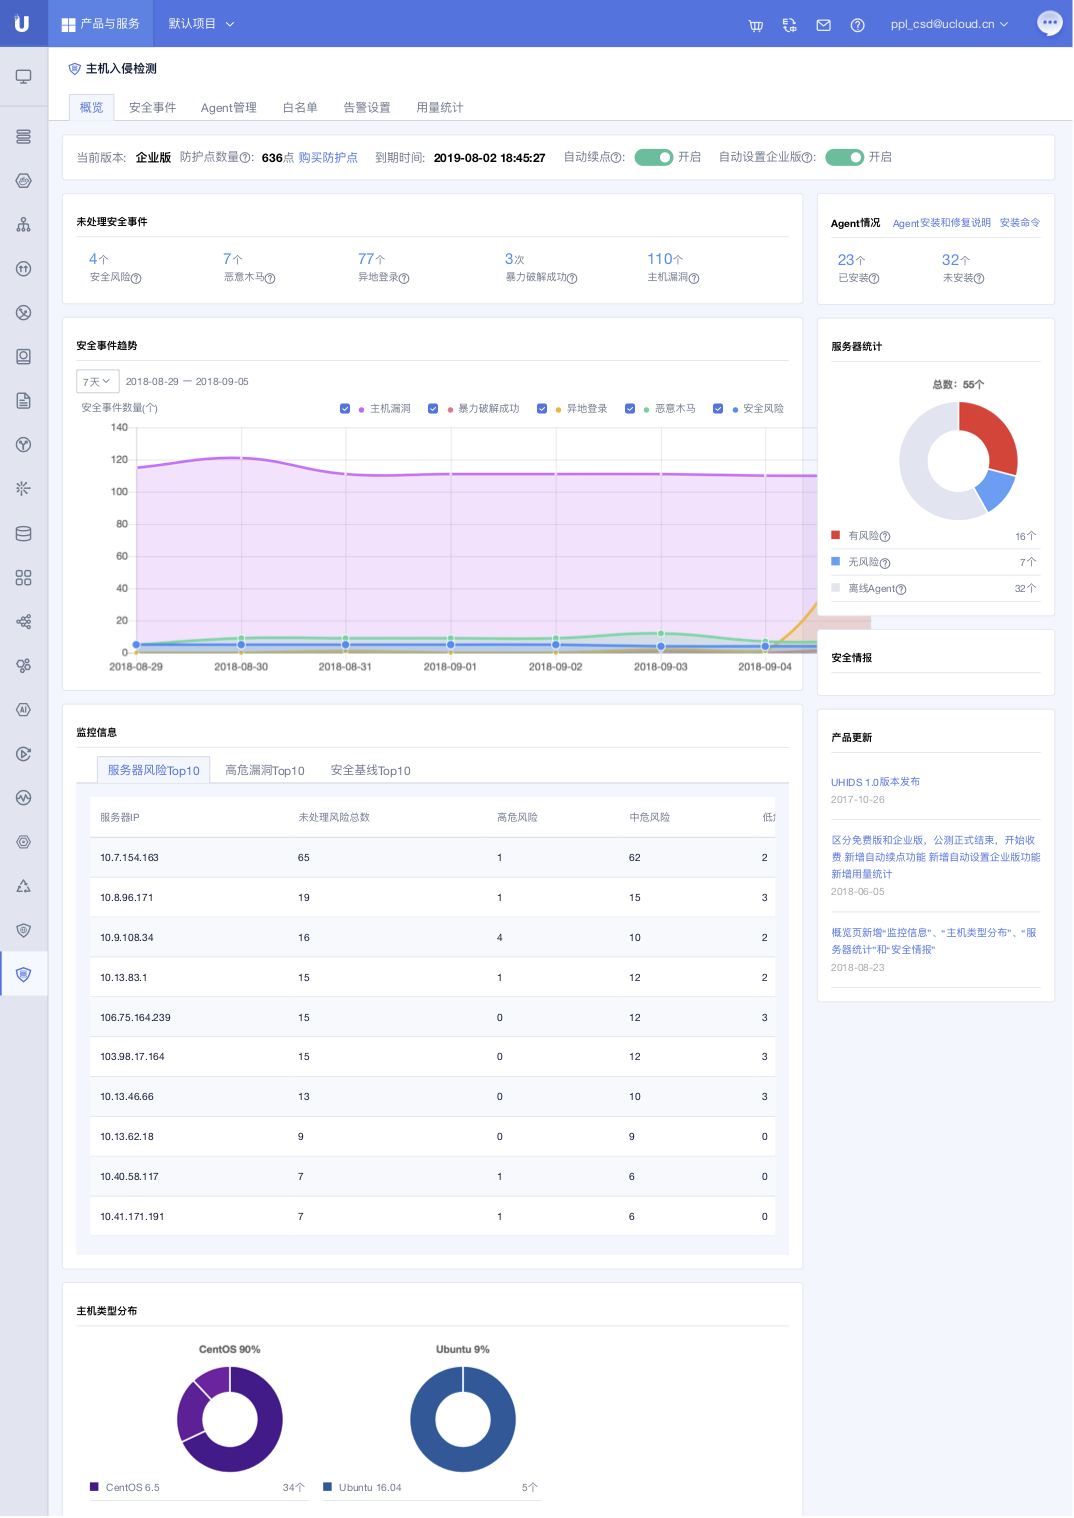 U 产品与服务 默认项目 ppl_csd@ucloud.cn
主机入侵检测
概览 安全事件 Agent管理 白名单 告警设置 用量统计
当前版本: 企业版 防护点数量?: 636点 购买防护点 到期时间: 2019-08-02 18:45:27 自动续点?: 开启 自动设置企业版?: 开启
未处理安全事件
4个 7个 77个 3次 110个
安全风险? 恶意木马? 异地登录? 暴力破解成功? 主机漏洞?
Agent情况 Agent安装和修复说明 安装命令
23个 32个
已安装? 未安装?
安全事件趋势
7天 2018-08-29 一 2018-09-05
安全事件数量(个) 主机漏洞 暴力破解成功 异地登录 恶意木马 安全风险
140
120
100
80
60
40
20
0
2018-08-29 2018-08-30 2018-08-31 2018-09-01 2018-09-02 2018-09-03 2018-09-04
服务器统计
总数：55个
有风险? 16个
无风险? 7个
离线Agent? 32个
安全情报
产品更新
UHIDS 1.0版本发布
2017-10-26
区分免费版和企业版，公测正式结束，开始收
费 新增自动续点功能 新增自动设置企业版功能
新增用量统计
2018-06-05
概览页新增“监控信息”、“主机类型分布”、“服
务器统计”和“安全情报”
2018-08-23
监控信息
服务器风险Top10 高危漏洞Top10 安全基线Top10
服务器IP 未处理风险总数 高危风险 中危风险 低
10.7.154.163 65 1 62 2
10.8.96.171 19 1 15 3
10.9.108.34 16 4 10 2
10.13.83.1 15 1 12 2
106.75.164.239 15 0 12 3
103.98.17.164 15 0 12 3
10.13.46.66 13 0 10 3
10.13.62.18 9 0 9 0
10.40.58.117 7 1 6 0
10.41.171.191 7 1 6 0
主机类型分布
CentOS 90% Ubuntu 9%
CentOS 6.5 34个 Ubuntu 16.04 5个
AI